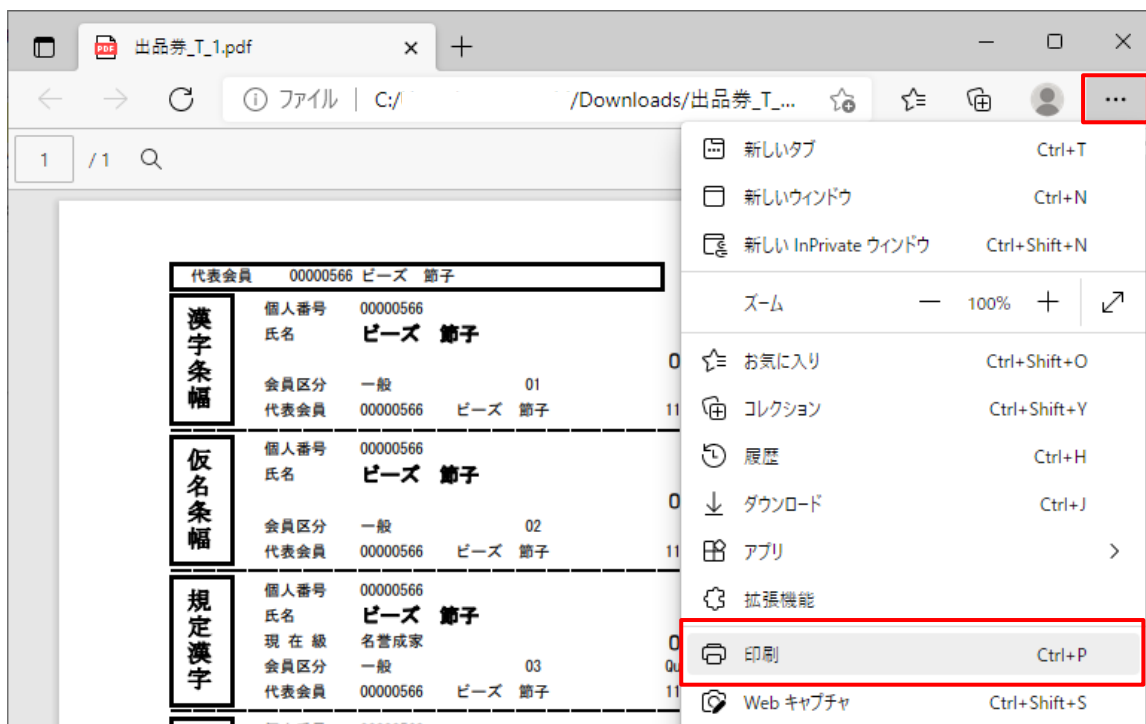 出品券_T_1.pdf
ファイル C:/ /Downloads/出品券_T_...
1 / 1
新しいタブ Ctrl+T
新しいウィンドウ Ctrl+N
新しい InPrivate ウィンドウ Ctrl+Shift+N
ズーム 100%
お気に入り Ctrl+Shift+O
コレクション Ctrl+Shift+Y
履歴 Ctrl+H
ダウンロード Ctrl+J
アプリ
拡張機能
印刷 Ctrl+P
Web キャプチャ Ctrl+Shift+S
代表会員 00000566 ビーズ 節子
漢字条幅
個人番号 00000566
氏名 ビーズ 節子
会員区分 一般 01
代表会員 00000566 ビーズ 節子 11
仮名条幅
個人番号 00000566
氏名 ビーズ 節子
会員区分 一般 02
代表会員 00000566 ビーズ 節子 11
規定漢字
個人番号 00000566
氏名 ビーズ 節子
現在級 名誉成家
会員区分 一般 03 Qu
代表会員 00000566 ビーズ 節子 11